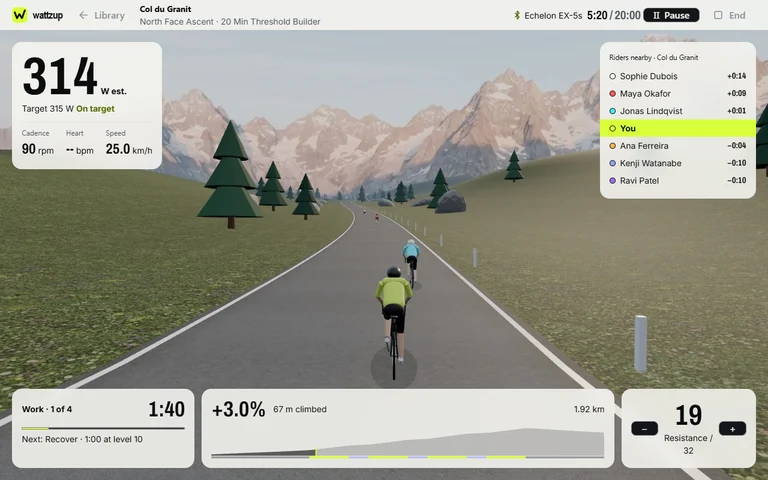 W wattzup
← Library
Col du Granit
North Face Ascent · 20 Min Threshold Builder
Echelon EX-5s 5:20 / 20:00
Pause
End
314 W est.
Target 315 W On target
Cadence Heart Speed
90 rpm -- bpm 25.0 km/h
Riders nearby · Col du Granit
Sophie Dubois +0:14
Maya Okafor +0:09
Jonas Lindqvist +0:01
You
Ana Ferreira −0:04
Kenji Watanabe −0:10
Ravi Patel −0:10
Work · 1 of 4 1:40
Next: Recover · 1:00 at level 10
+3.0% 67 m climbed 1.92 km
− 19 +
Resistance /
32